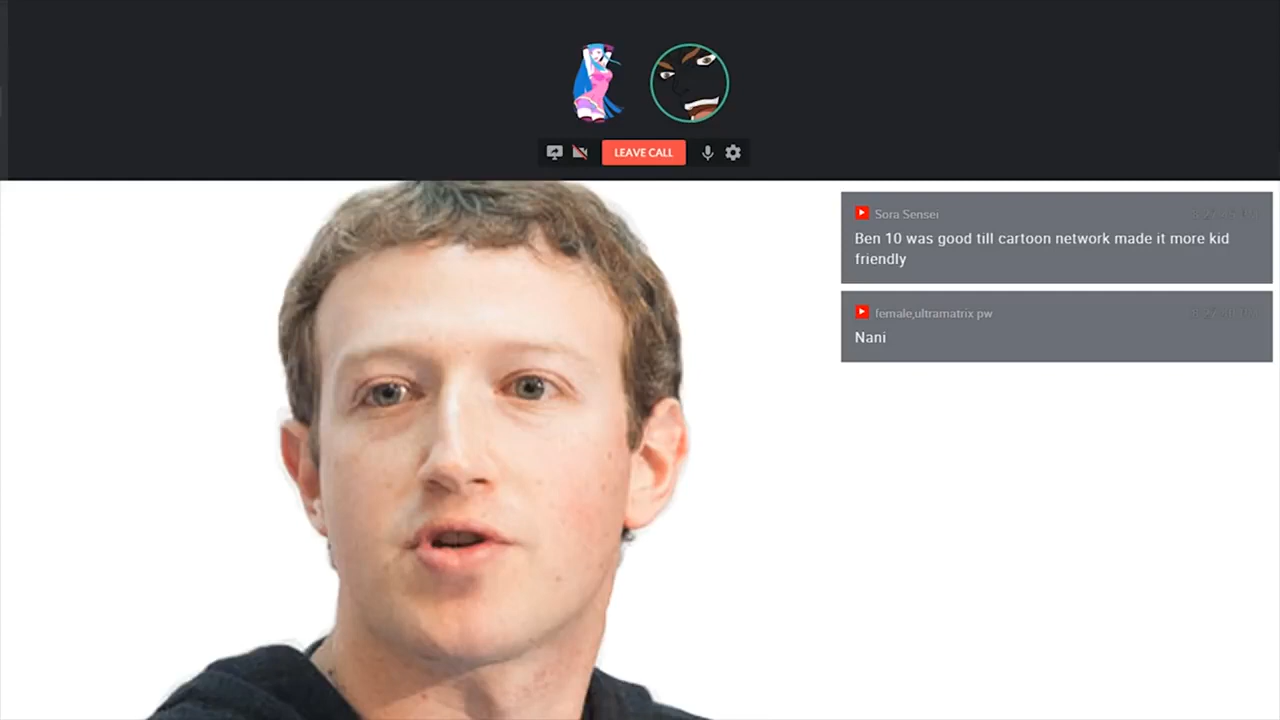 LEAVE CALL
Sora Sensei
Ben 10 was good till cartoon network made it more kid
friendly
female,ultramatrix pw
Nani